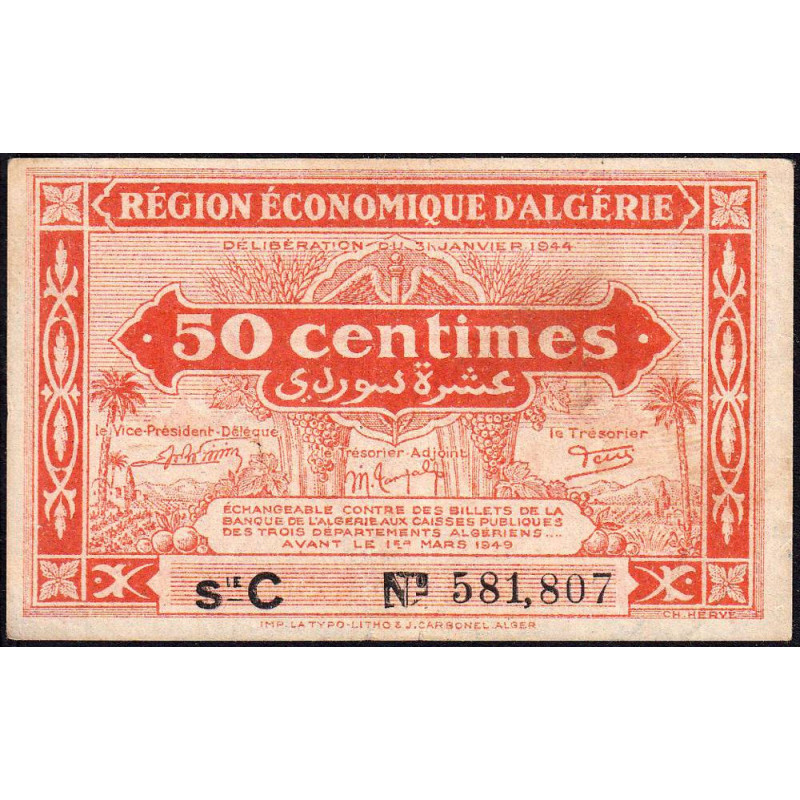 RÉGION ÉCONOMIQUE D'ALGÉRIE
DÉLIBÉRATION DU 31 JANVIER 1944
50 centimes
عشرة سوردي
le Vice-Président-Délégué
le Trésorier-Adjoint
le Trésorier
ÉCHANGEABLE CONTRE DES BILLETS DE LA
BANQUE DE L'ALGÉRIE AUX CAISSES PUBLIQUES
DES TROIS DÉPARTEMENTS ALGÉRIENS....
AVANT LE 1ER MARS 1949
SIE C No 581,807
CH. HERVÉ
IMP. LA TYPO-LITHO & J. CARBONEL. ALGER